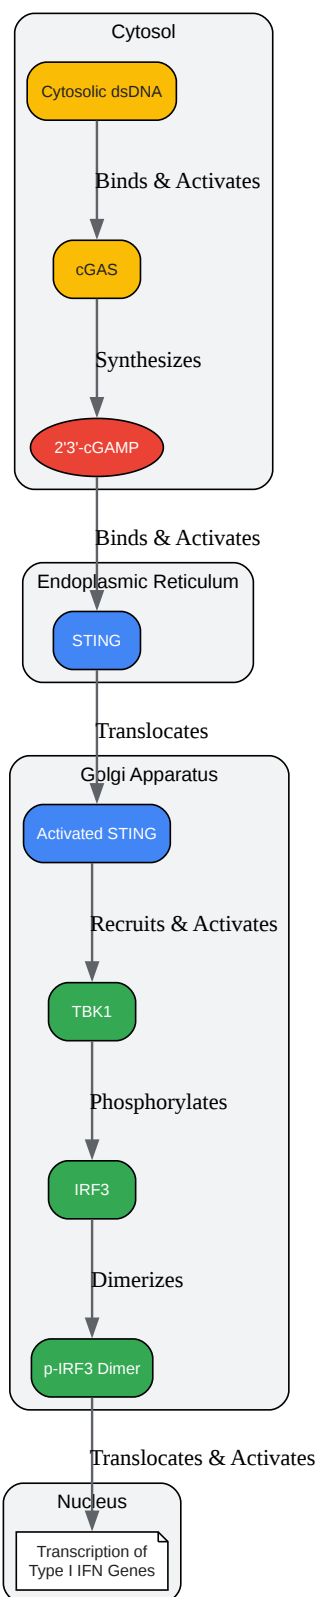 Cytosol
Cytosolic dsDNA
Binds & Activates
cGAS
Synthesizes
2'3'-cGAMP
Binds & Activates
Endoplasmic Reticulum
STING
Translocates
Golgi Apparatus
Activated STING
Recruits & Activates
TBK1
Phosphorylates
IRF3
Dimerizes
p-IRF3 Dimer
Translocates & Activates
Nucleus
Transcription of
Type I IFN Genes